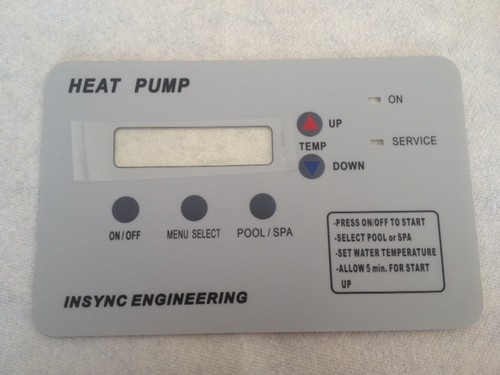 HEAT PUMP
ON
UP
TEMP
SERVICE
DOWN
ON/OFF
MENU SELECT
POOL/SPA
-PRESS ON/OFF TO START
-SELECT POOL or SPA
-SET WATER TEMPERATURE
-ALLOW 5 min. FOR START
UP
INSYNC ENGINEERING